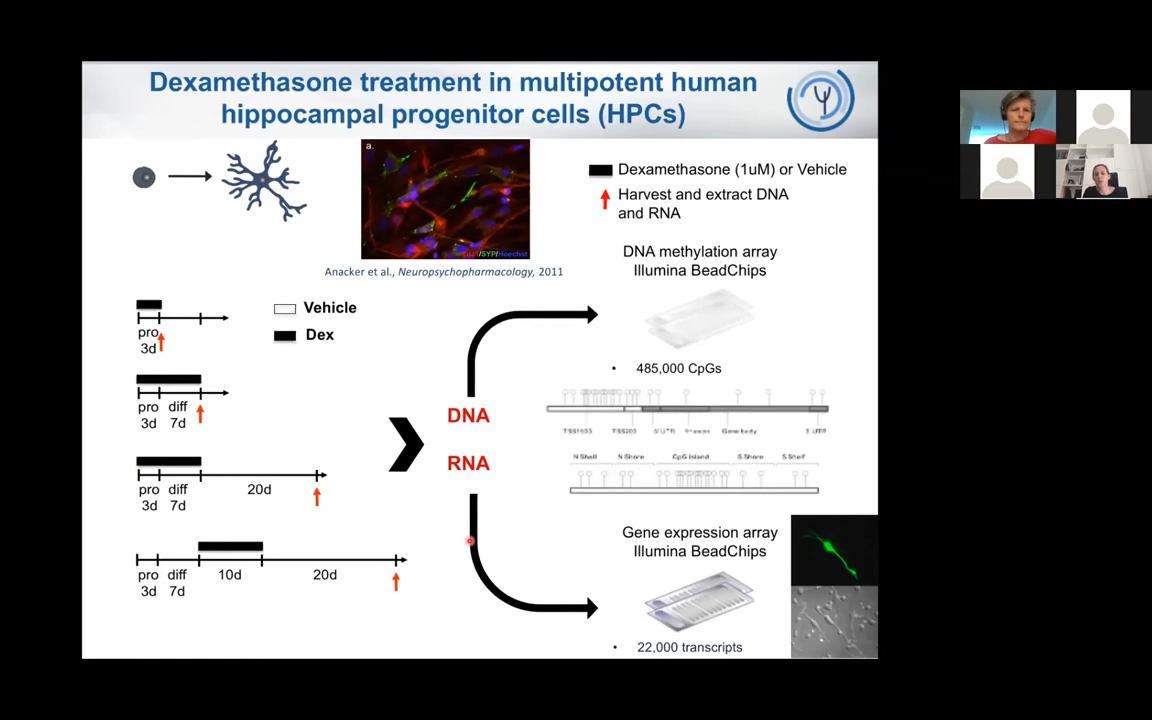 Dexamethasone treatment in multipotent human
hippocampal progenitor cells (HPCs)
a.
/SYP/Hoechst
Anacker et al., Neuropsychopharmacology, 2011
Dexamethasone (1uM) or Vehicle
Harvest and extract DNA
and RNA
Vehicle
Dex
pro
3d
pro diff
3d 7d
pro diff 20d
3d 7d
pro diff 10d 20d
3d 7d
DNA
RNA
DNA methylation array
Illumina BeadChips
• 485,000 CpGs
TSS1500 TSS200 5'UTR 1st exon Gene body 3' UTR
N Shelf N Shore CpG Island S Shore S Shelf
Gene expression array
Illumina BeadChips
• 22,000 transcripts